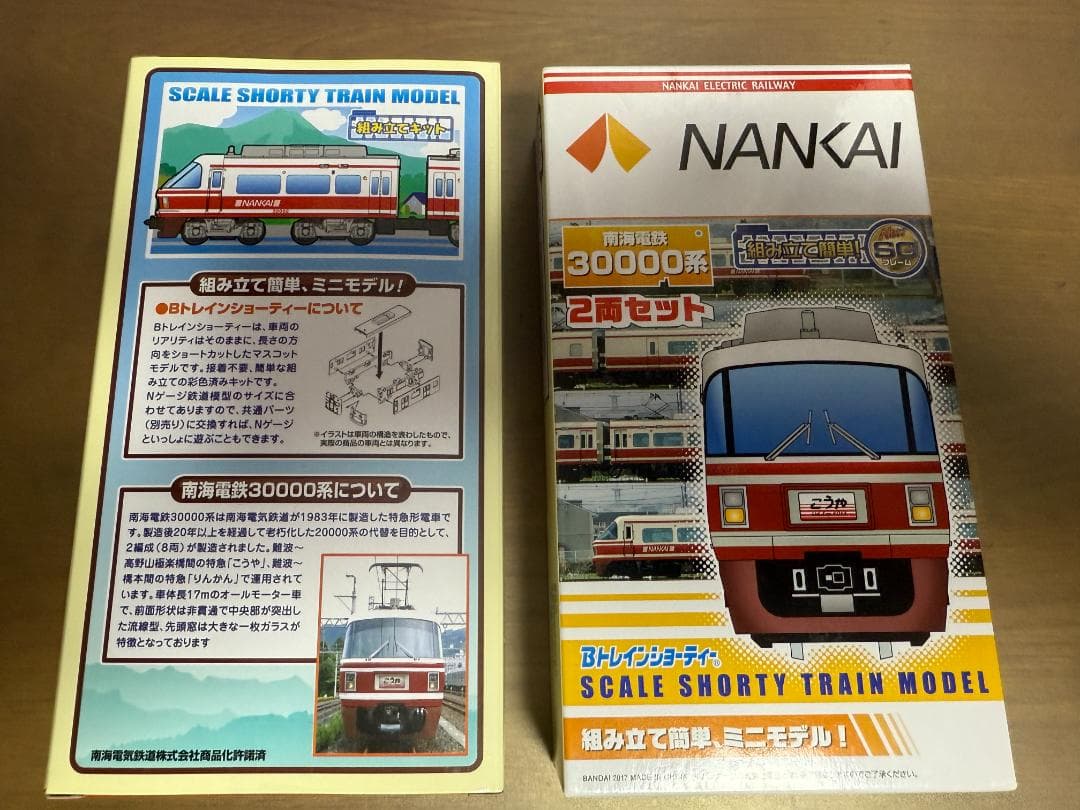 SCALE SHORTY TRAIN MODEL
組み立てキット
NANKAI
組み立て簡単、ミニモデル!
●Bトレインショーティーについて
Bトレインショーティーは、車両の
リアリティはそのままに、長さの方
向をショートカットしたマスコット
モデルです。接着不要、簡単な組
み立ての彩色済みキットです。
Nゲージ鉄道模型のサイズに合
わせてありますので、共通パーツ
(別売り)に交換すれば、Nゲージ
といっしょに遊ぶこともできます。
※イラストは車両の構造を表わしたもので、
実際の商品の車両とは異なります。
南海電鉄30000系について
南海電鉄30000系は南海電気鉄道が1983年に製造した特急形電車で
す。製造後20年以上を経過して老朽化した20000系の代替を目的として、
2編成(8両)が製造されました。難波〜
高野山極楽橋間の特急「こうや」、難波〜
橋本間の特急「りんかん」で運用されて
います。車体長17mのオールモーター車
で、前面形状は非貫通で中央部が突出し
た流線型、先頭窓は大きな一枚ガラスが
特徴となっております
こうや
南海電気鉄道株式会社商品化許諾済
NANKAI ELECTRIC RAILWAY
NANKAI
南海電鉄
30000系
組み立て簡単!
SG
フレーム
2両セット
こうや
NANKAI
Bトレインショーティー®
SCALE SHORTY TRAIN MODEL
組み立て簡単、ミニモデル!
BANDAI 2012 MADE IN
ご了承ください。